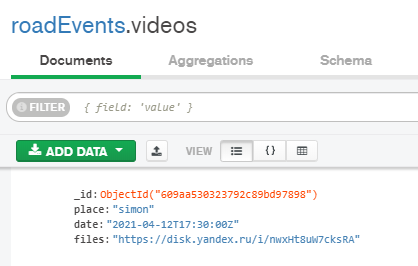 roadEvents.videos
Documents Aggregations Schema
FILTER { field: 'value' }
ADD DATA VIEW { }
_id: ObjectId("609aa530323792c89bd97898")
place: "simon"
date: "2021-04-12T17:30:00Z"
files: "https://disk.yandex.ru/i/nwxHt8uW7cksRA"